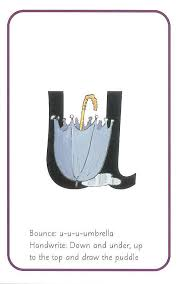 u
Bounce: u-u-u-umbrella
Handwrite: Down and under, up
to the top and draw the puddle